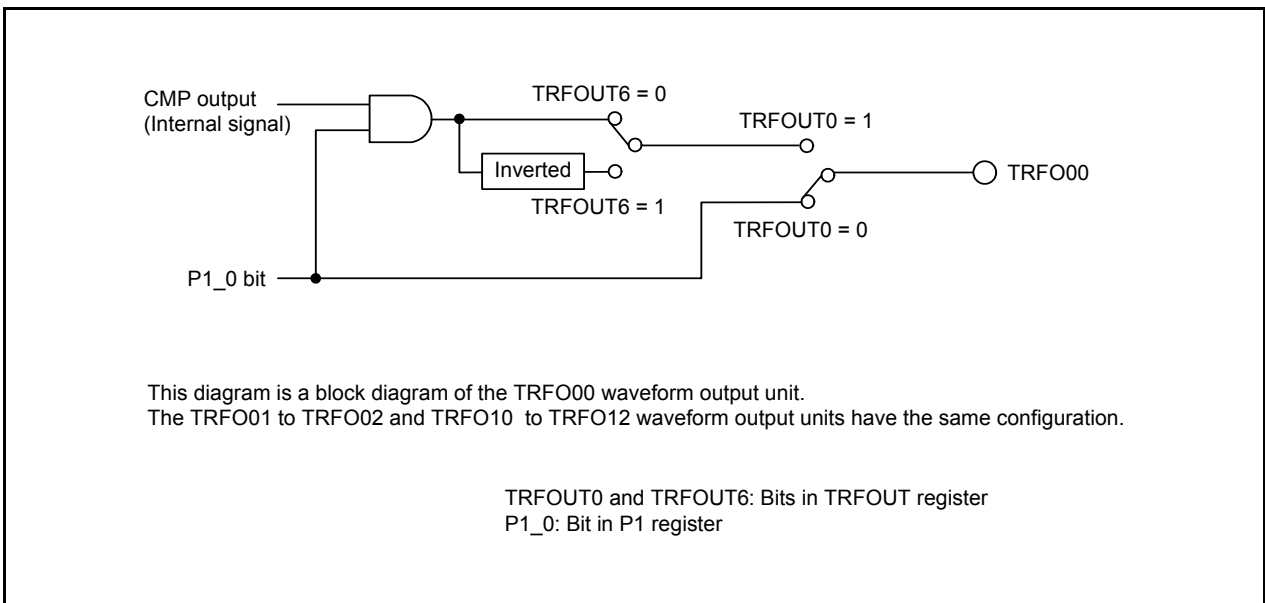 CMP output
(Internal signal)
TRFOUT6 = 0
TRFOUT0 = 1
Inverted
TRFO00
TRFOUT6 = 1
TRFOUT0 = 0
P1_0 bit
This diagram is a block diagram of the TRFO00 waveform output unit.
The TRFO01 to TRFO02 and TRFO10 to TRFO12 waveform output units have the same configuration.
TRFOUT0 and TRFOUT6: Bits in TRFOUT register
P1_0: Bit in P1 register